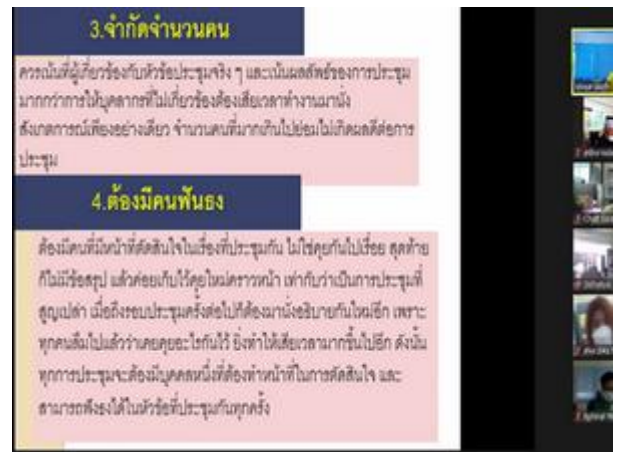 3.จำกัดจำนวนคน
ควรเน้นที่ผู้เกี่ยวข้องกับหัวข้อประชุมจริง ๆ และเน้นผลลัพธ์ของการประชุม
มากกว่าการให้บุคลากรที่ไม่เกี่ยวข้องต้องเสียเวลาทำงานมานั่ง
สังเกตการณ์เพียงอย่างเดียว จำนวนคนที่มากเกินไปย่อมไม่เกิดผลดีต่อการ
ประชุม
4.ต้องมีคนฟันธง
ต้องมีคนที่มีหน้าที่ตัดสินใจในเรื่องที่ประชุมกัน ไม่ใช่คุยกันไปเรื่อย สุดท้าย
ก็ไม่มีข้อสรุป แล้วค่อยเก็บไว้คุยใหม่คราวหน้า เท่ากับว่าเป็นการประชุมที่
สูญเปล่า เมื่อถึงรอบประชุมครั้งต่อไปก็ต้องมานั่งอธิบายกันใหม่อีก เพราะ
ทุกคนลืมไปแล้วว่าเคยคุยอะไรกันไว้ ยิ่งทำให้เสียเวลามากขึ้นไปอีก ดังนั้น
ทุกการประชุมจะต้องมีบุคคลหนึ่งที่ต้องทำหน้าที่ในการตัดสินใจ และ
สามารถฟังธงได้ในหัวข้อที่ประชุมกันทุกครั้ง